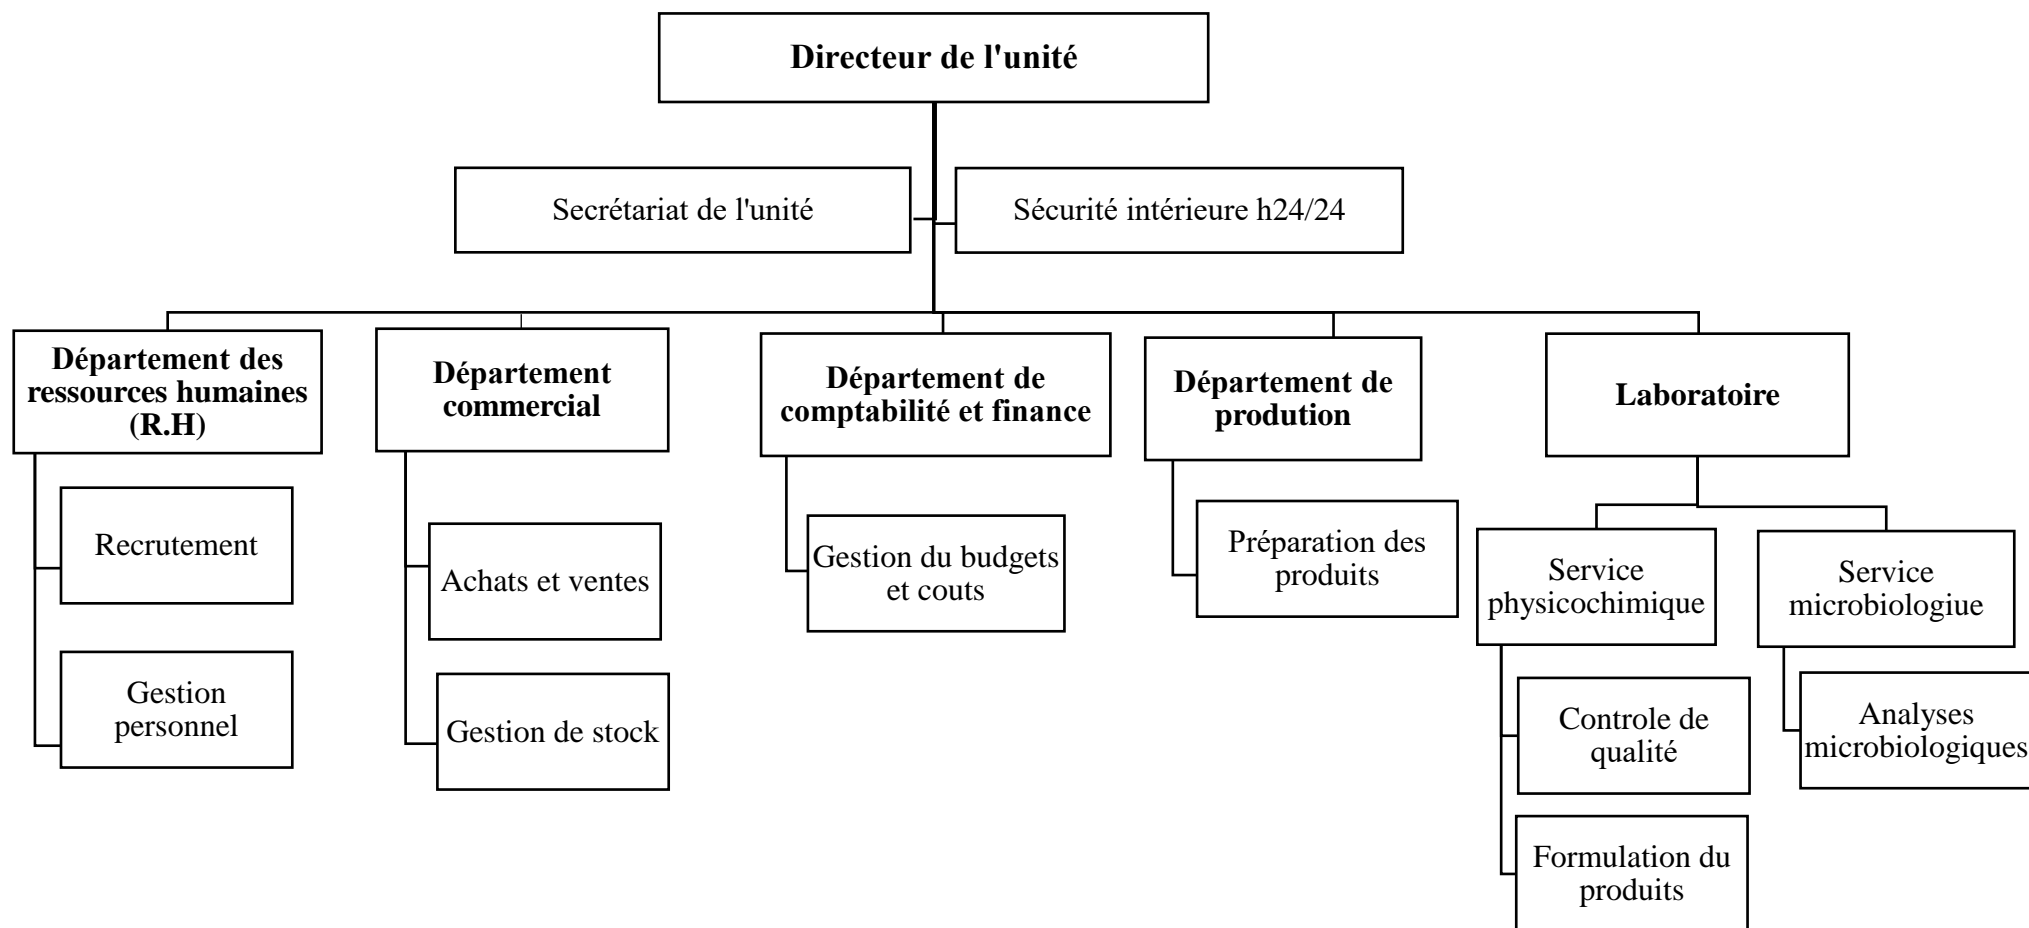 Directeur de l'unité
Secrétariat de l'unité
Sécurité intérieure h24/24
Département des
ressources humaines
(R.H)
Département
commercial
Département de
comptabilité et finance
Département de
prodution
Laboratoire
Recrutement
Gestion
personnel
Achats et ventes
Gestion de stock
Gestion du budgets
et couts
Préparation des
produits
Service
physicochimique
Service
microbiologiue
Controle de
qualité
Formulation du
produits
Analyses
microbiologiques